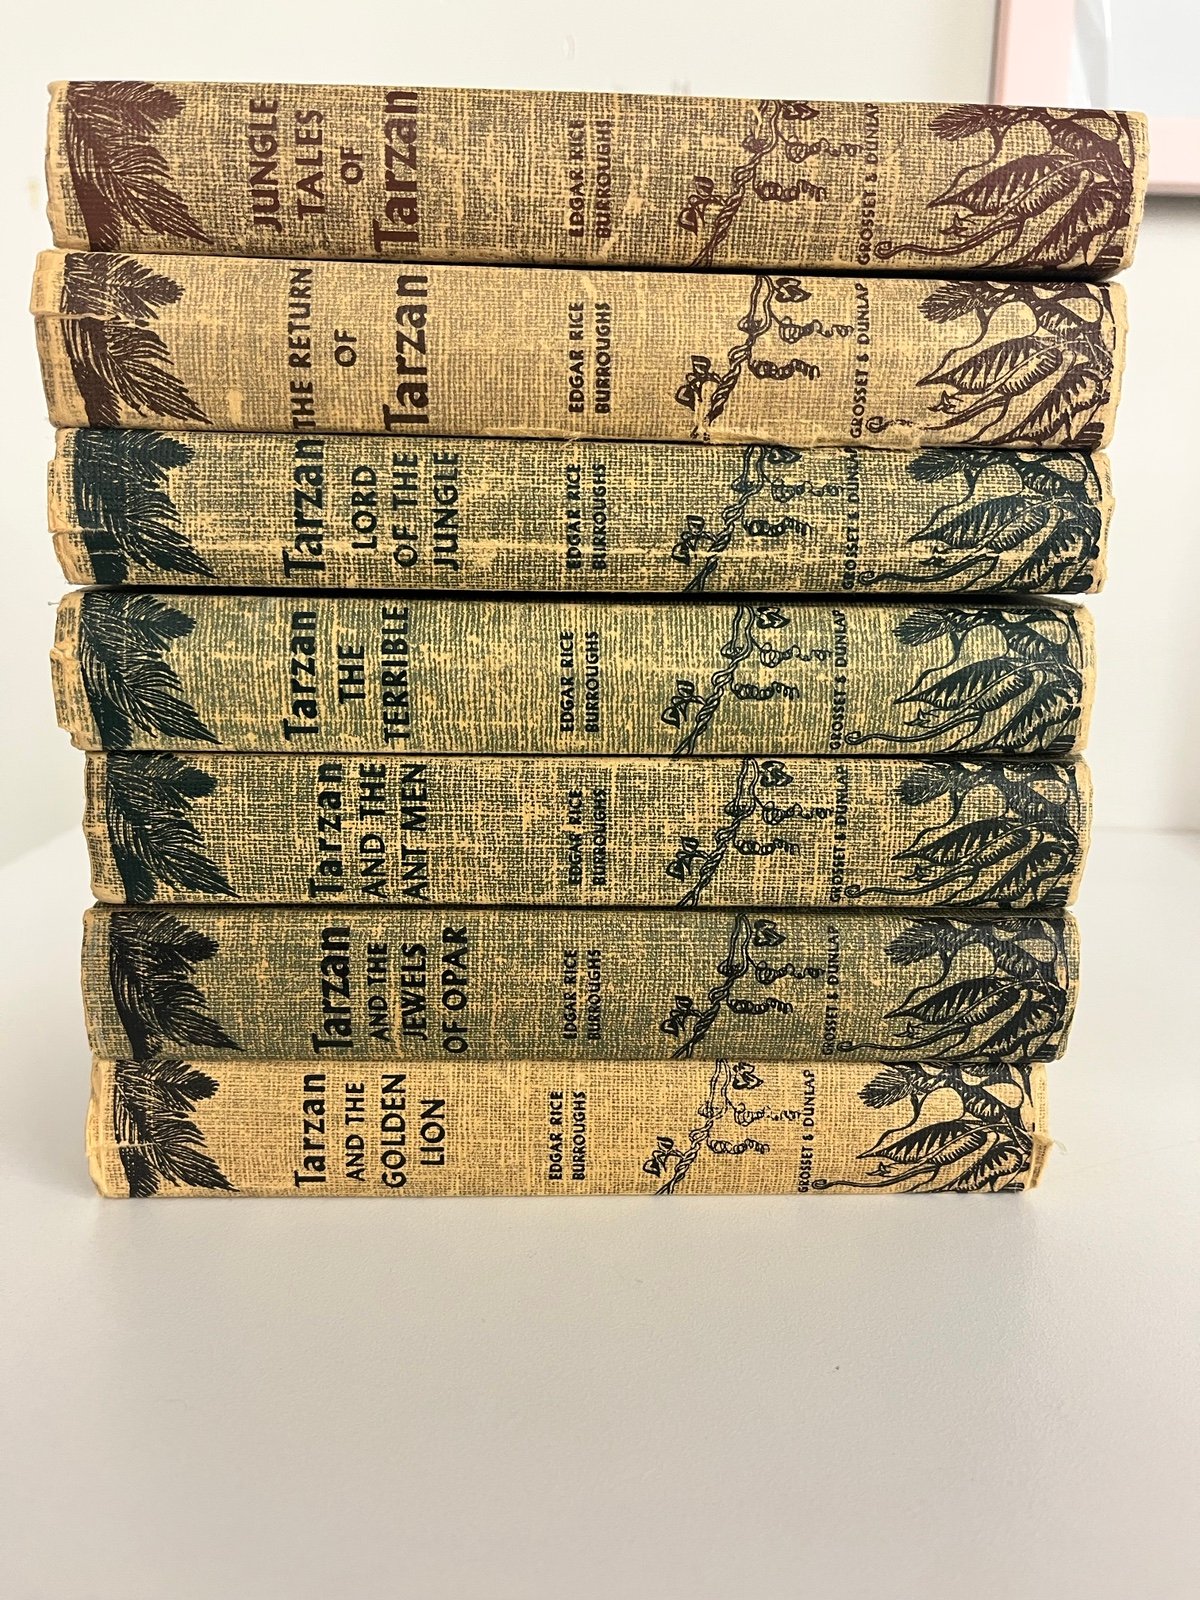 JUNGLE
TALES
OF
Tarzan
EDGAR RICE
BURROUGHS
GROSSET & DUNLAP
THE RETURN
OF
Tarzan
EDGAR RICE
BURROUGHS
GROSSET & DUNLAP
Tarzan
LORD
OF THE
JUNGLE
EDGAR RICE
BURROUGHS
GROSSET & DUNLAP
Tarzan
THE
TERRIBLE
EDGAR RICE
BURROUGHS
GROSSET & DUNLAP
Tarzan
AND THE
ANT MEN
EDGAR RICE
BURROUGHS
GROSSET & DUNLAP
Tarzan
AND THE
JEWELS
OF OPAR
EDGAR RICE
BURROUGHS
GROSSET & DUNLAP
Tarzan
AND THE
GOLDEN
LION
EDGAR RICE
BURROUGHS
GROSSET & DUNLAP